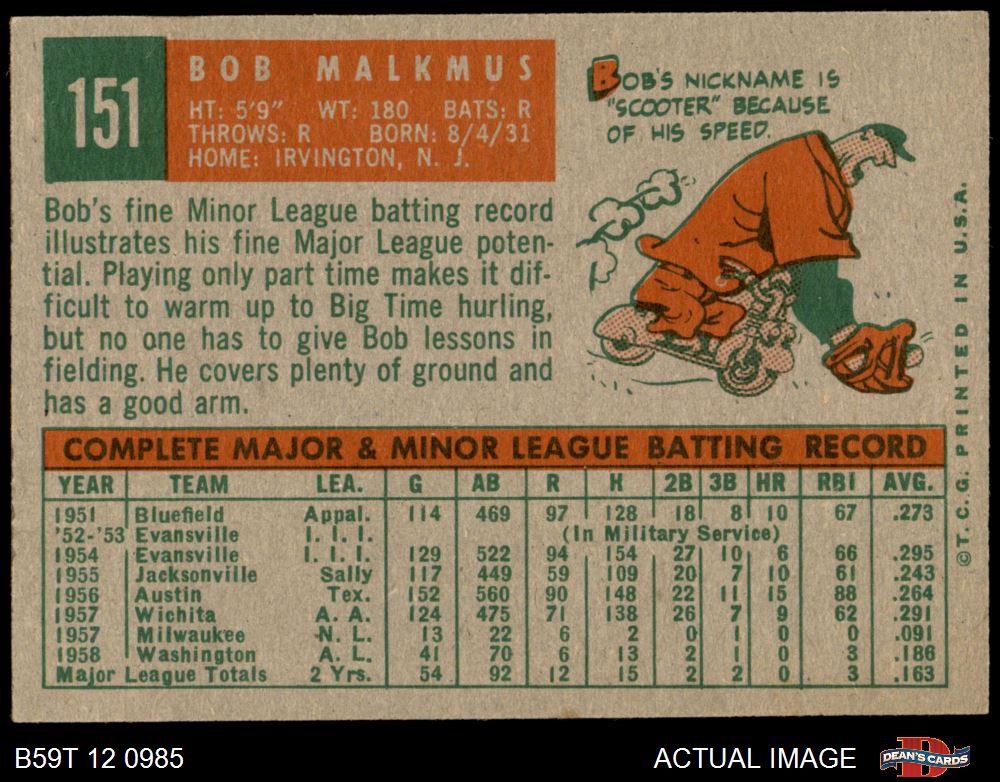 151
BOB MALKMUS
HT: 5'9" WT: 180 BATS: R
THROWS: R BORN: 8/4/31
HOME: IRVINGTON, N. J.
BOB'S NICKNAME IS
"SCOOTER" BECAUSE
OF HIS SPEED.
Bob's fine Minor League batting record
illustrates his fine Major League poten-
tial. Playing only part time makes it dif-
ficult to warm up to Big Time hurling,
but no one has to give Bob lessons in
fielding. He covers plenty of ground and
has a good arm.
©T. C. G. PRINTED IN U.S.A.
COMPLETE MAJOR & MINOR LEAGUE BATTING RECORD
YEAR TEAM LEA. G AB R H 2B 3B HR RBI AVG.
1951 Bluefield Appal. 114 469 97 128 18 8 10 67 .273
'52-'53 Evansville I. I. I. (In Military Service)
1954 Evansville I. I. I. 129 522 94 154 27 10 6 66 .295
1955 Jacksonville Sally 117 449 59 109 20 7 10 61 .243
1956 Austin Tex. 152 560 90 148 22 11 15 88 .264
1957 Wichita A. A. 124 475 71 138 26 7 9 62 .291
1957 Milwaukee N. L. 13 22 6 2 0 1 0 0 .091
1958 Washington A. L. 41 70 6 13 2 1 0 3 .186
Major League Totals 2 Yrs. 54 92 12 15 2 2 0 3 .163
B59T 12 0985
ACTUAL IMAGE
DEAN'S CARDS